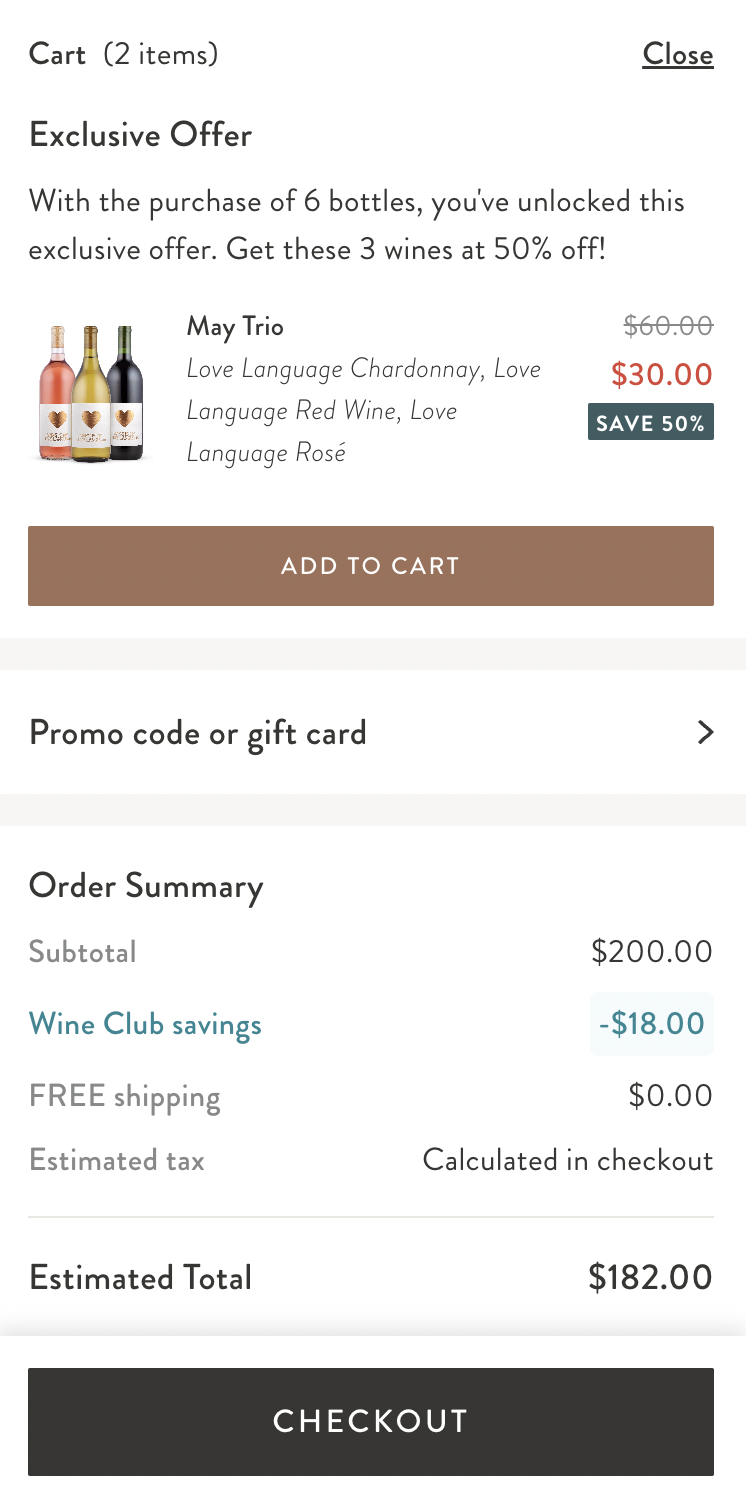 Cart (2 items)
Close
Exclusive Offer
With the purchase of 6 bottles, you've unlocked this
exclusive offer. Get these 3 wines at 50% off!
May Trio
Love Language Chardonnay, Love
Language Red Wine, Love
Language Rosé
$60.00
$30.00
SAVE 50%
ADD TO CART
Promo code or gift card
Order Summary
Subtotal $200.00
Wine Club savings -$18.00
FREE shipping $0.00
Estimated tax Calculated in checkout
Estimated Total $182.00
CHECKOUT